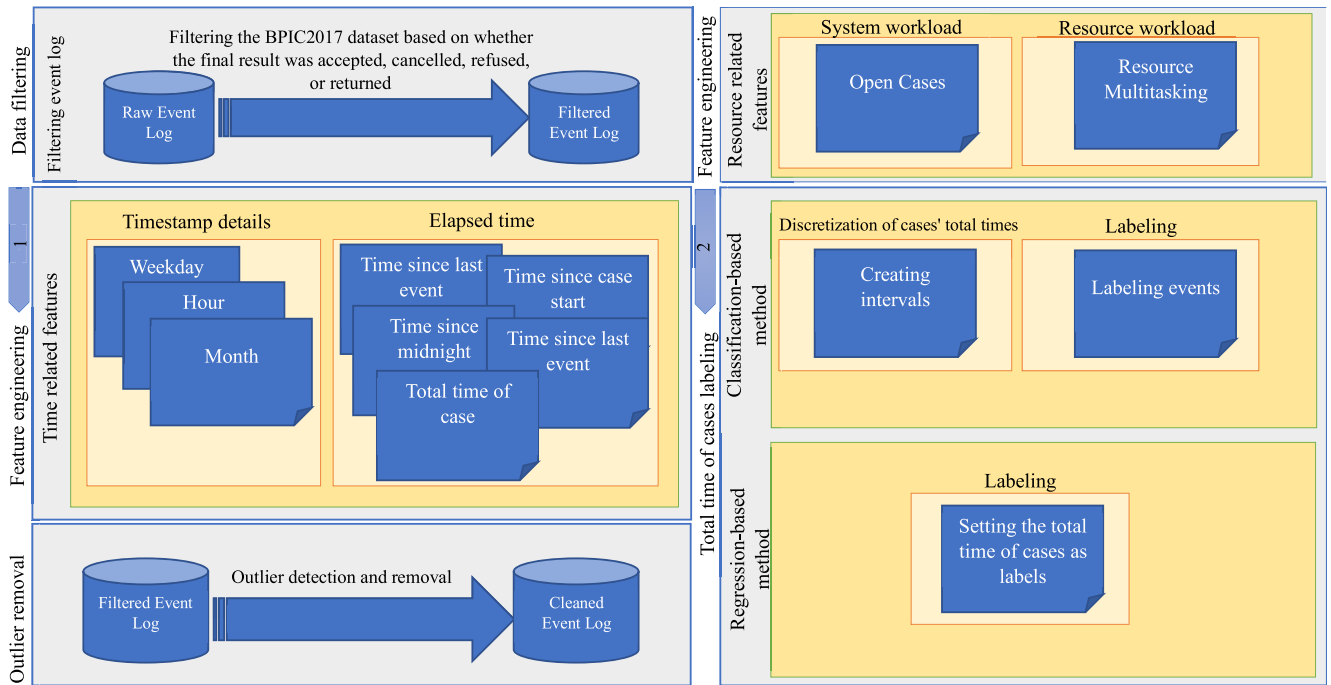 Data filtering
Filtering event log
Filtering the BPIC2017 dataset based on whether
the final result was accepted, cancelled, refused,
or returned
Raw Event
Log
Filtered
Event Log
1
Feature engineering
Time related features
Timestamp details
Weekday
Hour
Month
Elapsed time
Time since last
event
Time since case
start
Time since
midnight
Time since last
event
Total time of
case
Outlier removal
Outlier detection and removal
Filtered Event
Log
Cleaned
Event Log
Feature engineering
Resource related
features
System workload
Open Cases
Resource workload
Resource
Multitasking
2
Total time of cases labeling
Classification-based
method
Discretization of cases' total times
Creating
intervals
Labeling
Labeling events
Regression-based
method
Labeling
Setting the total
time of cases as
labels